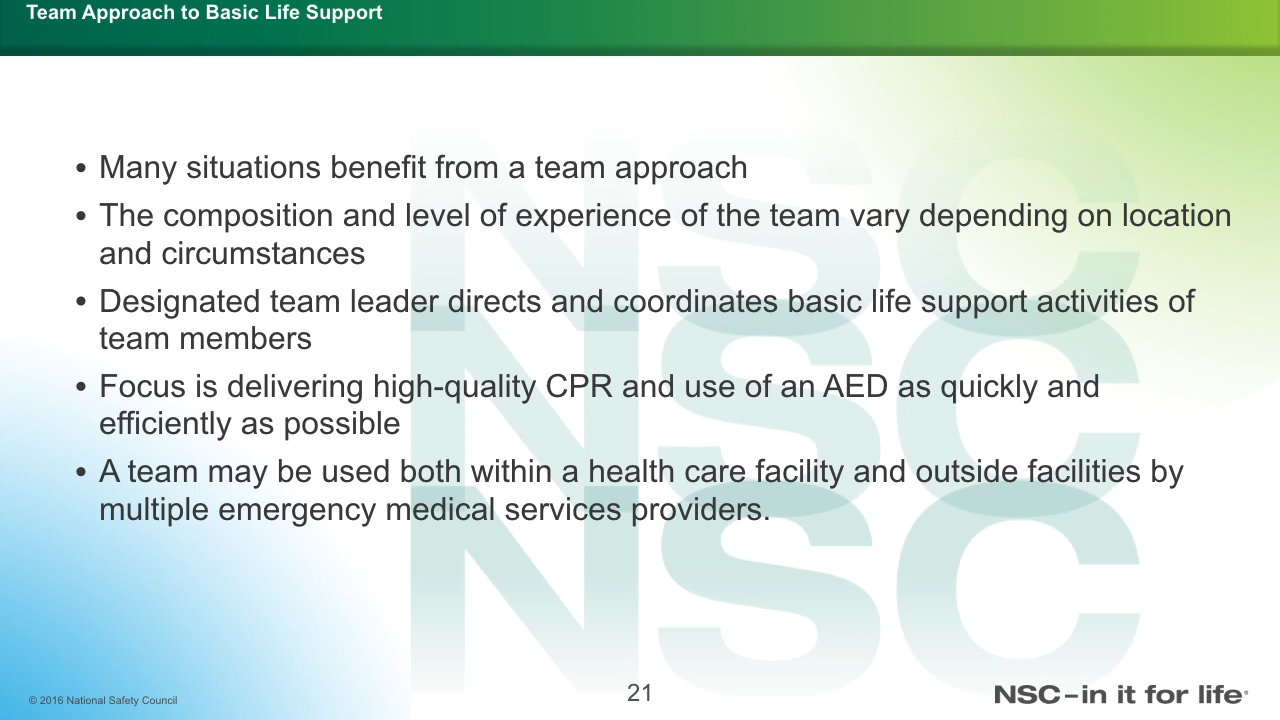 Team Approach to Basic Life Support
• Many situations benefit from a team approach
• The composition and level of experience of the team vary depending on location
and circumstances
• Designated team leader directs and coordinates basic life support activities of
team members
• Focus is delivering high-quality CPR and use of an AED as quickly and
efficiently as possible
• A team may be used both within a health care facility and outside facilities by
multiple emergency medical services providers.
NSC
NSC
NSC
© 2016 National Safety Council
21
NSC–in it for life®